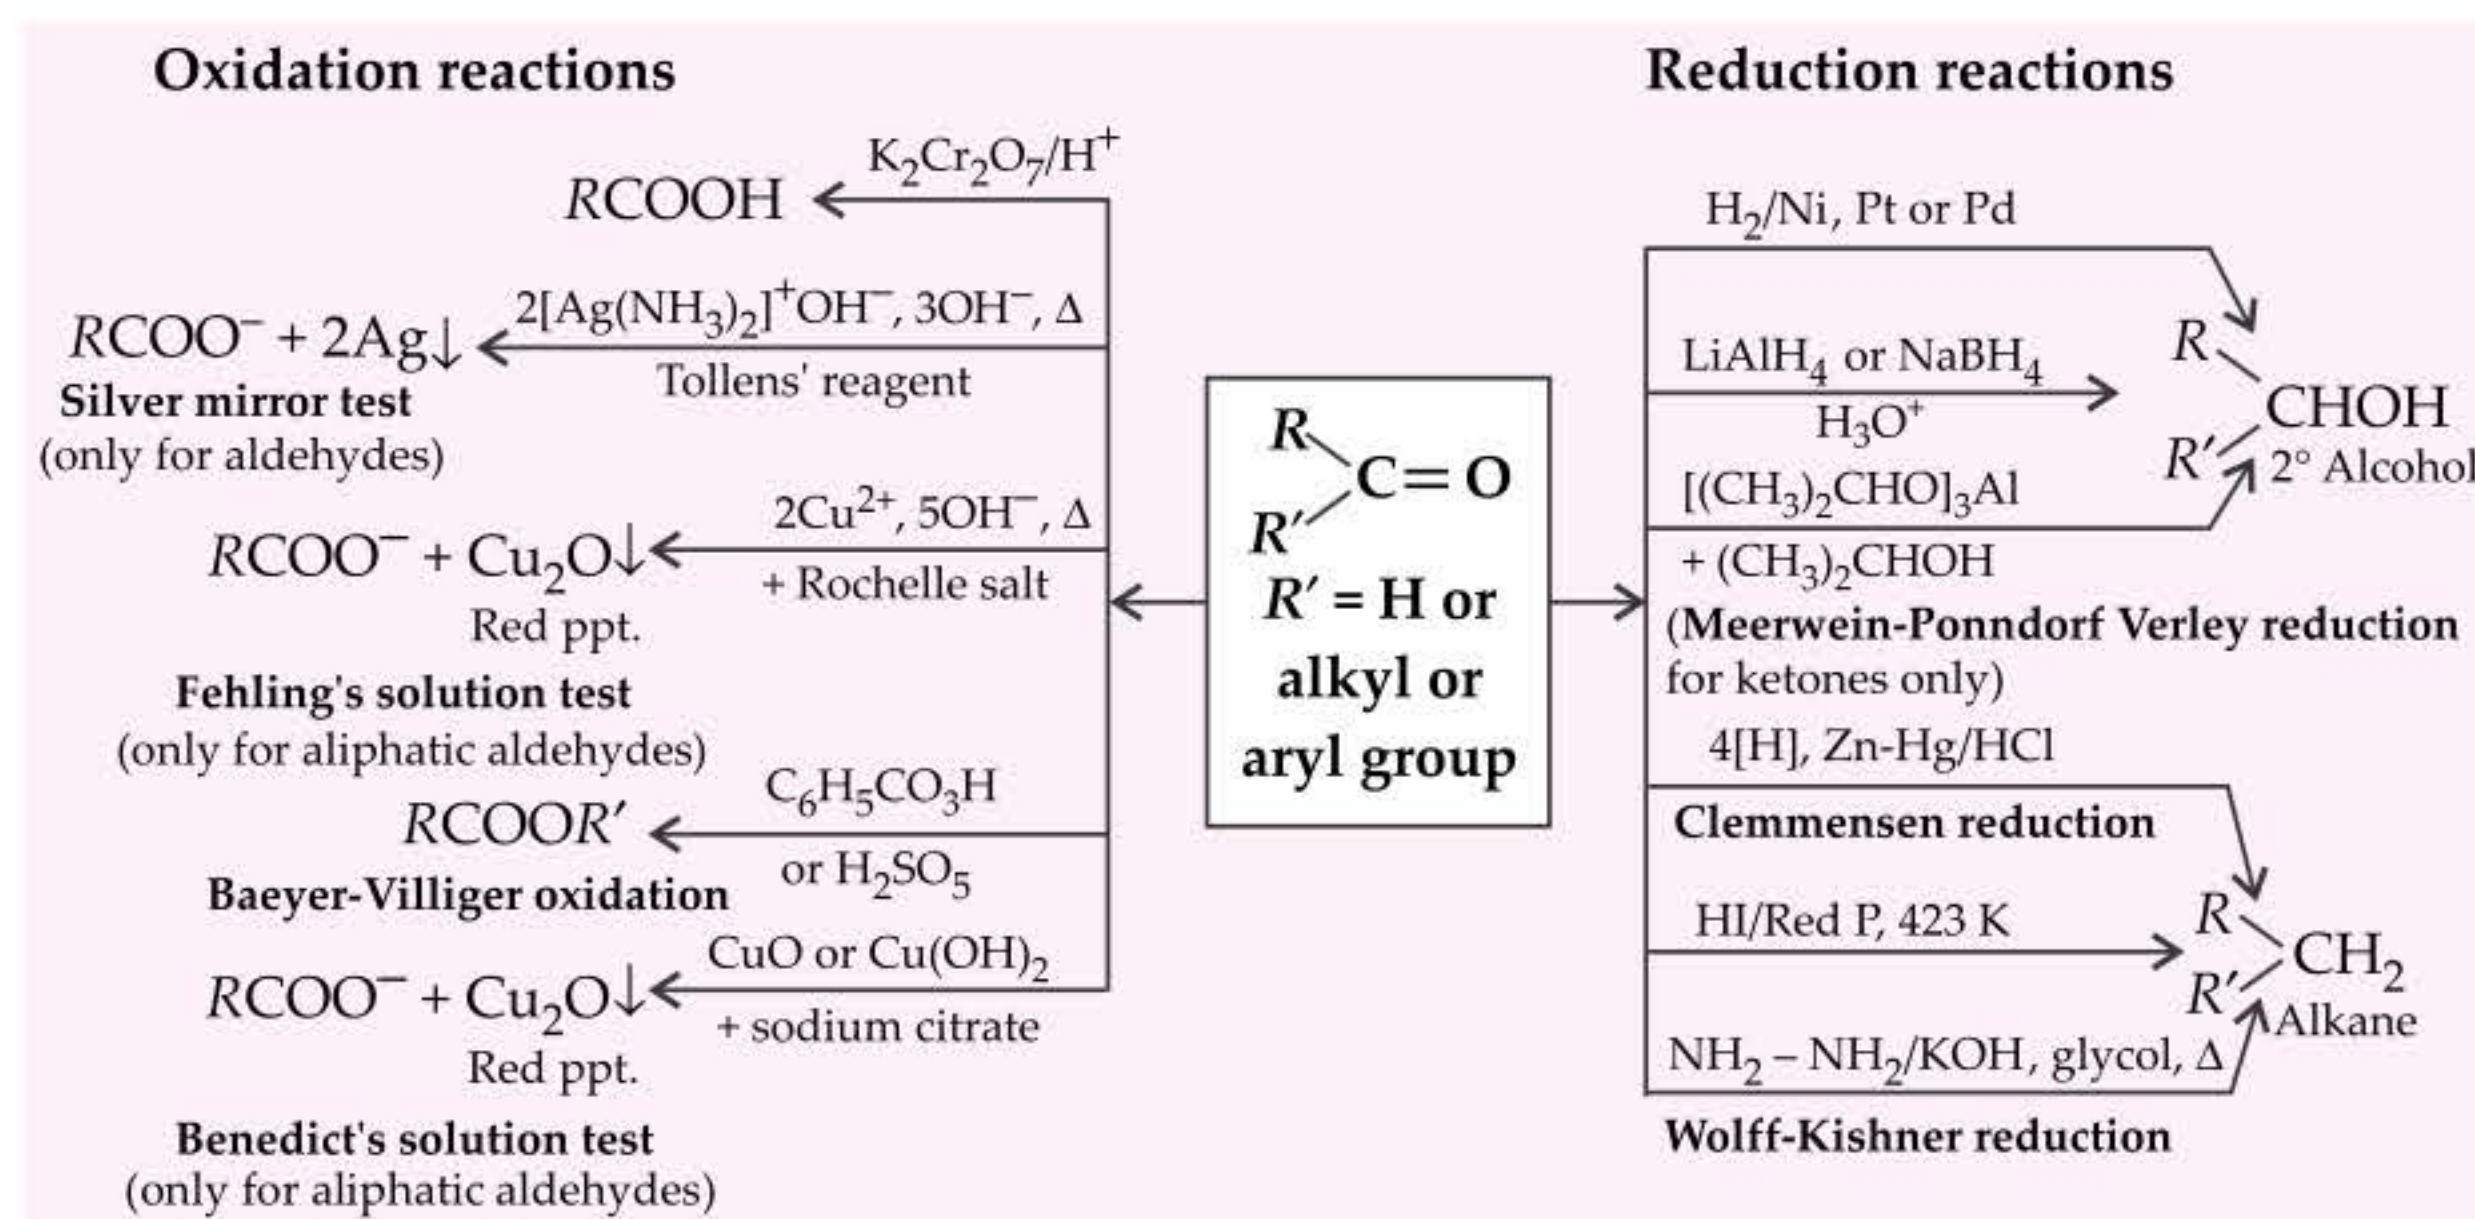 Oxidation reactions
K₂Cr₂O₇/H⁺
RCOOH
2[Ag(NH₃)₂]⁺OH⁻, 3OH⁻, Δ
RCOO⁻ + 2Ag↓
Tollens' reagent
Silver mirror test
(only for aldehydes)
2Cu²⁺, 5OH⁻, Δ
RCOO⁻ + Cu₂O↓
+ Rochelle salt
Red ppt.
Fehling's solution test
(only for aliphatic aldehydes)
C₆H₅CO₃H
RCOOR′
or H₂SO₅
Baeyer-Villiger oxidation
CuO or Cu(OH)₂
RCOO⁻ + Cu₂O↓
+ sodium citrate
Red ppt.
Benedict's solution test
(only for aliphatic aldehydes)
R
C=O
R′
R′ = H or
alkyl or
aryl group
Reduction reactions
H₂/Ni, Pt or Pd
LiAlH₄ or NaBH₄
H₃O⁺
R
CHOH
R′
2° Alcohol
[(CH₃)₂CHO]₃Al
+ (CH₃)₂CHOH
(Meerwein-Ponndorf Verley reduction
for ketones only)
4[H], Zn-Hg/HCl
Clemmensen reduction
HI/Red P, 423 K
R
CH₂
R′
Alkane
NH₂ – NH₂/KOH, glycol, Δ
Wolff-Kishner reduction